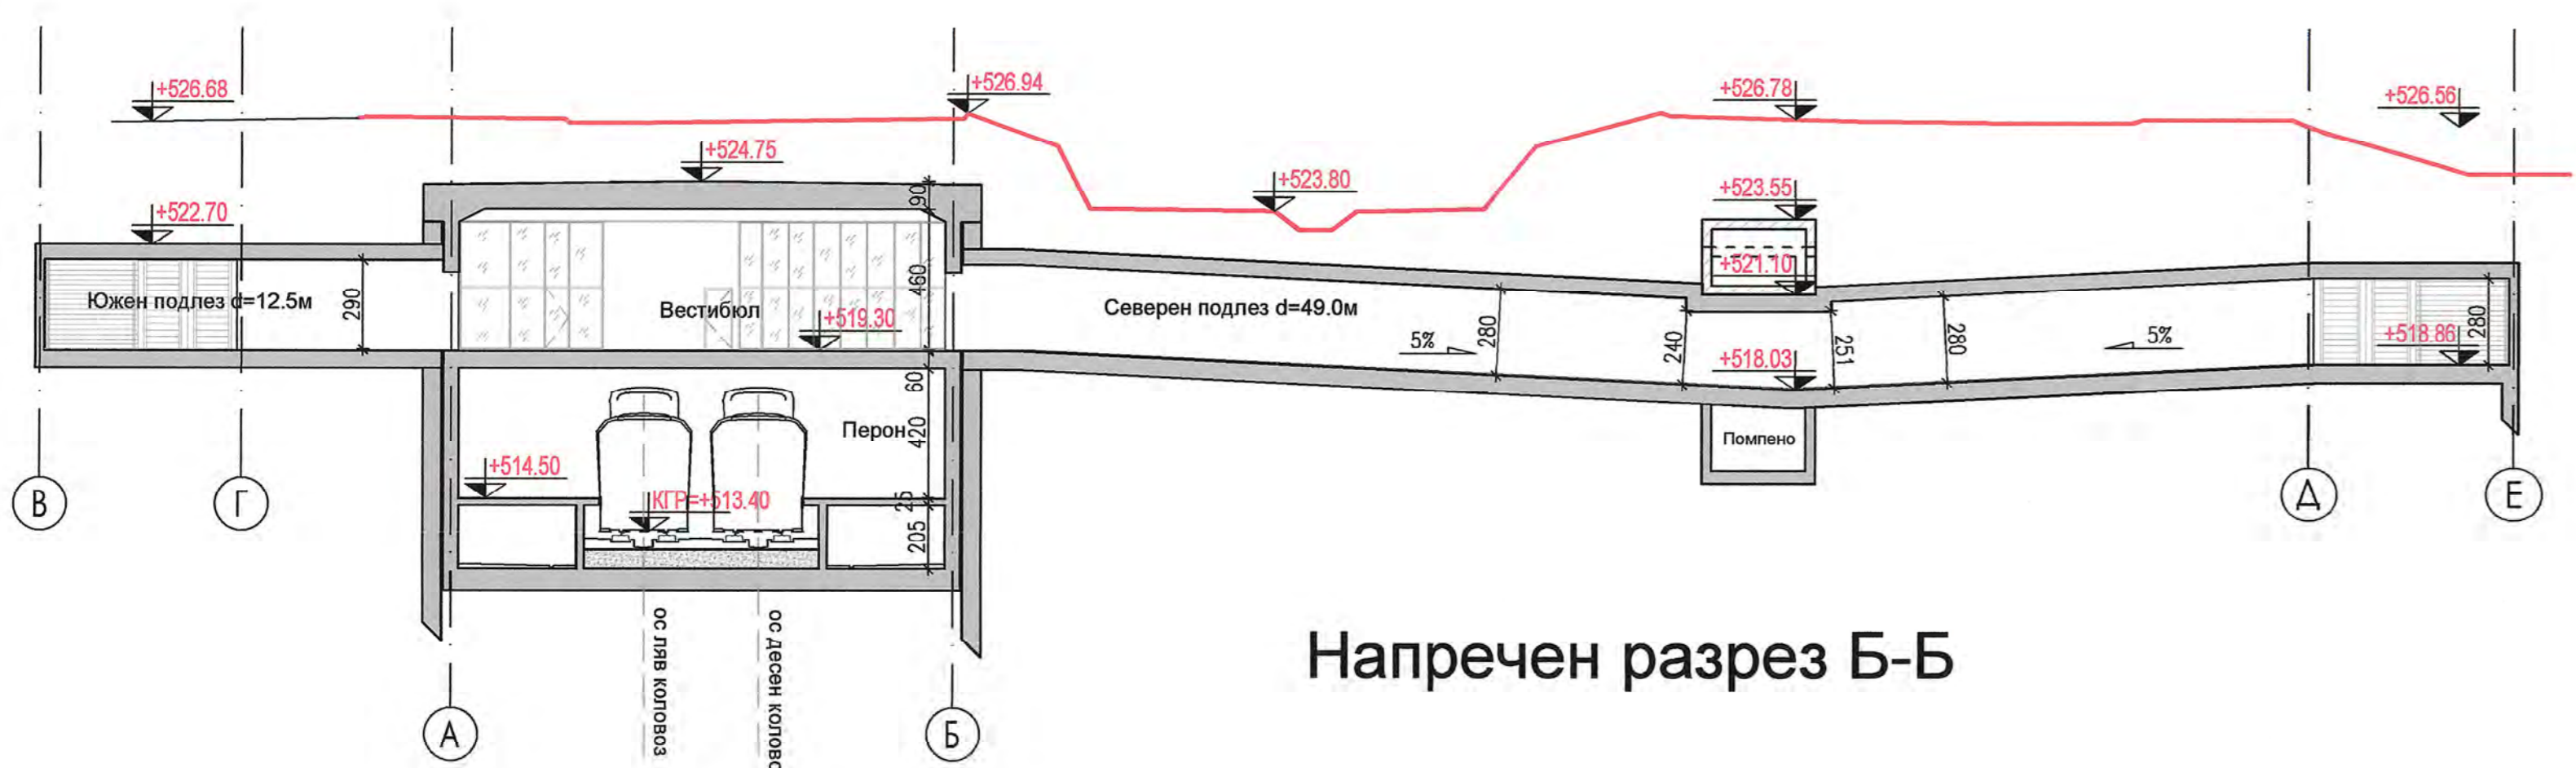 +526.68
+526.94
+526.78
+526.56
+524.75
+523.80
+523.55
+522.70
90
460
+521.10
Южен подлез d=12.5м
290
Вестибюл
+519.30
Северен подлез d=49.0м
5%
280
240
+518.03
251
280
5%
+518.86
280
60
Перон
420
Помпено
+514.50
КГР=+513.40
25
205
В
Г
Д
Е
ос ляв коловоз
ос десен коловоз
Напречен разрез Б-Б
А
Б